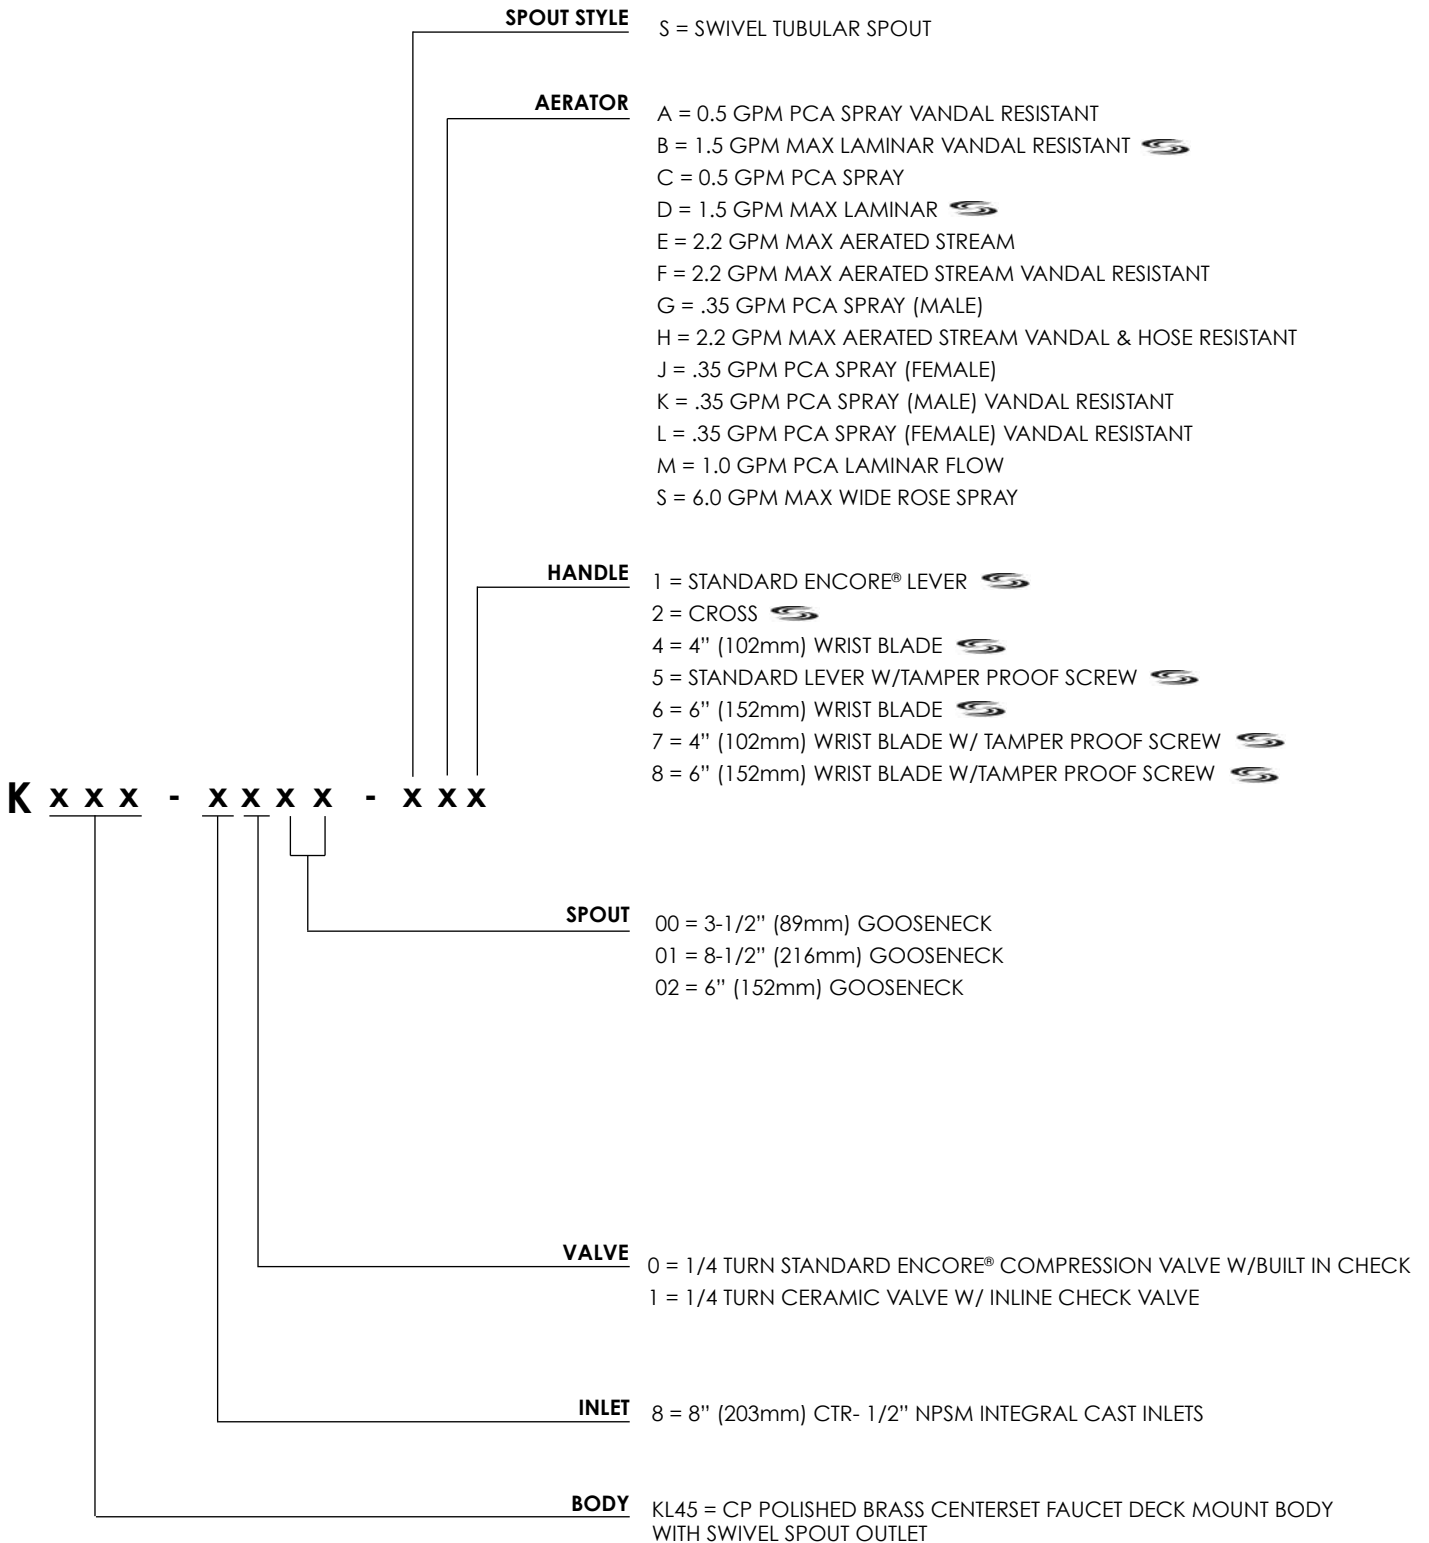 SPOUT STYLE
S = SWIVEL TUBULAR SPOUT
AERATOR
A = 0.5 GPM PCA SPRAY VANDAL RESISTANT
B = 1.5 GPM MAX LAMINAR VANDAL RESISTANT
C = 0.5 GPM PCA SPRAY
D = 1.5 GPM MAX LAMINAR
E = 2.2 GPM MAX AERATED STREAM
F = 2.2 GPM MAX AERATED STREAM VANDAL RESISTANT
G = .35 GPM PCA SPRAY (MALE)
H = 2.2 GPM MAX AERATED STREAM VANDAL & HOSE RESISTANT
J = .35 GPM PCA SPRAY (FEMALE)
K = .35 GPM PCA SPRAY (MALE) VANDAL RESISTANT
L = .35 GPM PCA SPRAY (FEMALE) VANDAL RESISTANT
M = 1.0 GPM PCA LAMINAR FLOW
S = 6.0 GPM MAX WIDE ROSE SPRAY
HANDLE
1 = STANDARD ENCORE® LEVER
2 = CROSS
4 = 4” (102mm) WRIST BLADE
5 = STANDARD LEVER W/TAMPER PROOF SCREW
6 = 6” (152mm) WRIST BLADE
7 = 4” (102mm) WRIST BLADE W/ TAMPER PROOF SCREW
8 = 6” (152mm) WRIST BLADE W/TAMPER PROOF SCREW
K x x x - x x x x - x x x
SPOUT
00 = 3-1/2” (89mm) GOOSENECK
01 = 8-1/2” (216mm) GOOSENECK
02 = 6” (152mm) GOOSENECK
VALVE
0 = 1/4 TURN STANDARD ENCORE® COMPRESSION VALVE W/BUILT IN CHECK
1 = 1/4 TURN CERAMIC VALVE W/ INLINE CHECK VALVE
INLET
8 = 8” (203mm) CTR- 1/2” NPSM INTEGRAL CAST INLETS
BODY
KL45 = CP POLISHED BRASS CENTERSET FAUCET DECK MOUNT BODY
WITH SWIVEL SPOUT OUTLET